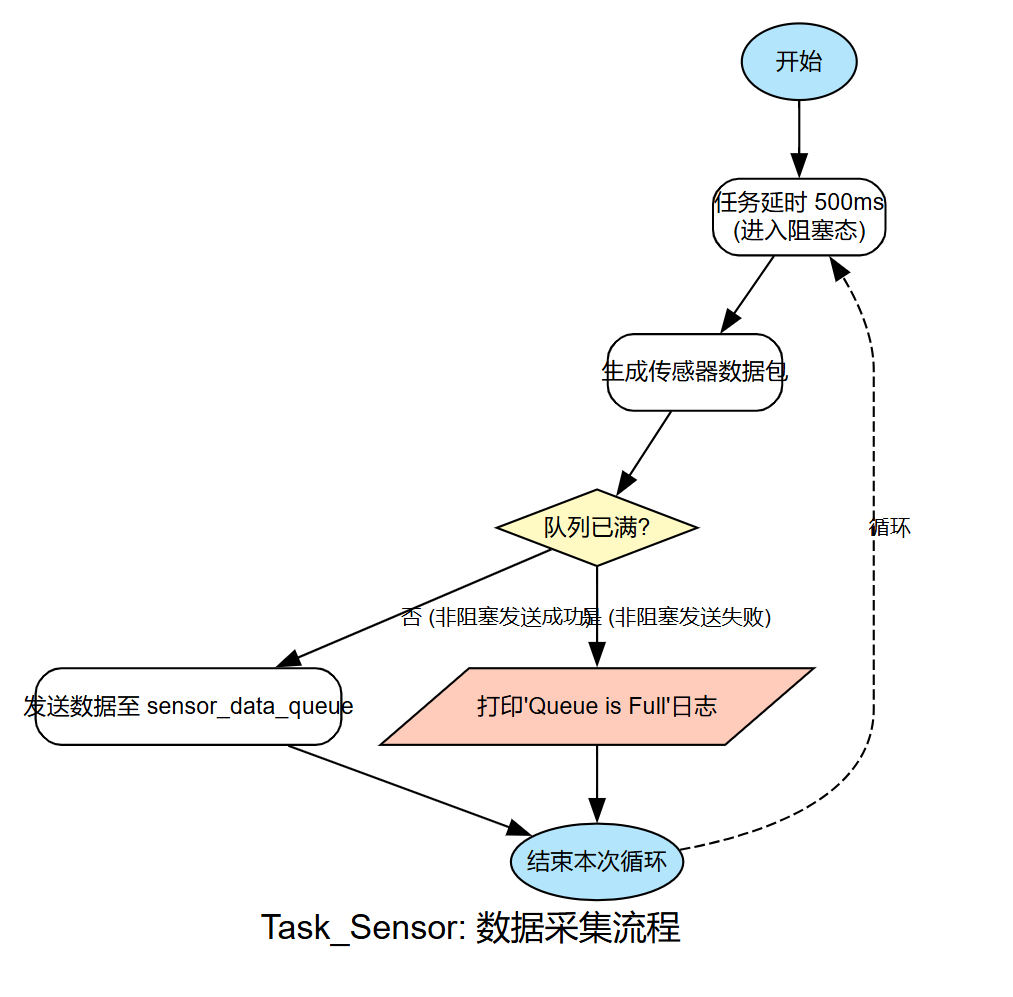 开始
任务延时 500ms
(进入阻塞态)
生成传感器数据包
队列已满?
循环
否 (非阻塞发送成功)
是 (非阻塞发送失败)
发送数据至 sensor_data_queue
打印'Queue is Full'日志
结束本次循环
Task_Sensor: 数据采集流程